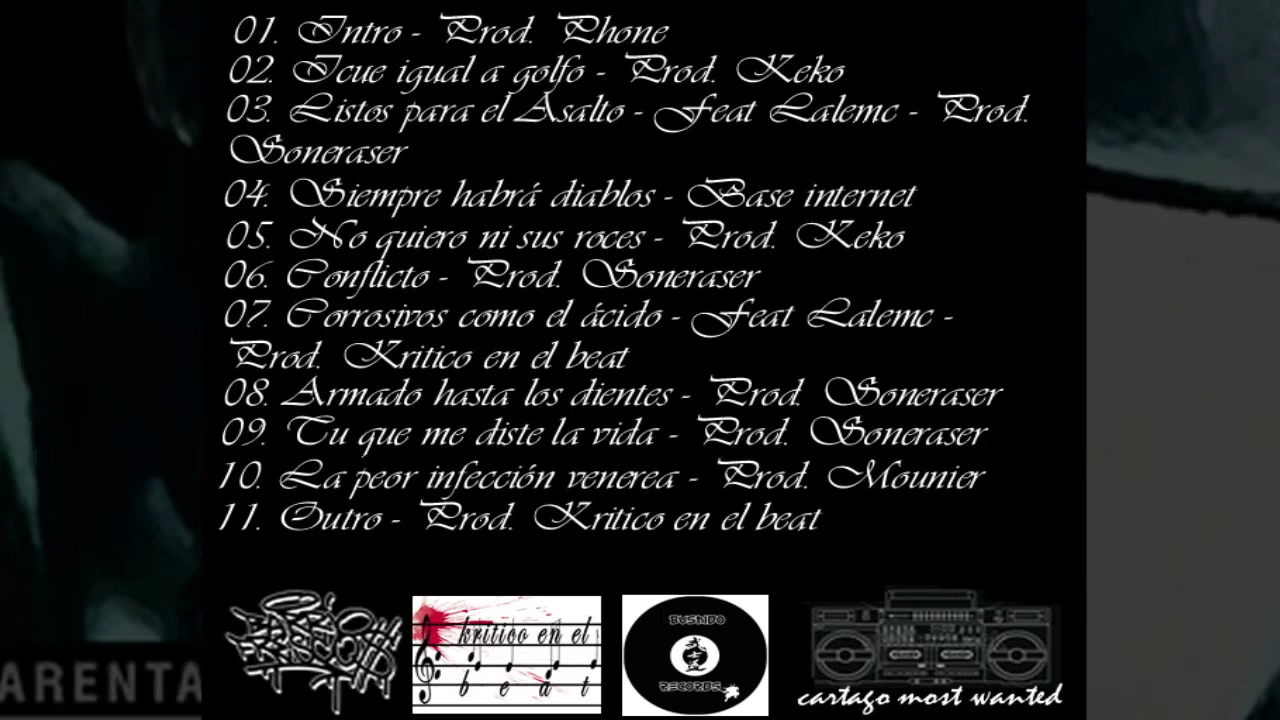 01. Intro - Prod. Phone
02. Icue igual a golfo - Prod. Keko
03. Listos para el Asalto - Feat Lalemc - Prod.
Soneraser
04. Siempre habrá diablos - Base internet
05. No quiero ni sus roces - Prod. Keko
06. Conflicto - Prod. Soneraser
07. Corrosivos como el ácido - Feat Lalemc -
Prod. Kritico en el beat
08. Armado hasta los dientes - Prod. Soneraser
09. Tu que me diste la vida - Prod. Soneraser
10. La peor infección venerea - Prod. Mounier
11. Outro - Prod. Kritico en el beat
kritico en el
beat
BUSHIDO
武士道
RECORDS
cartago most wanted
ARENTA